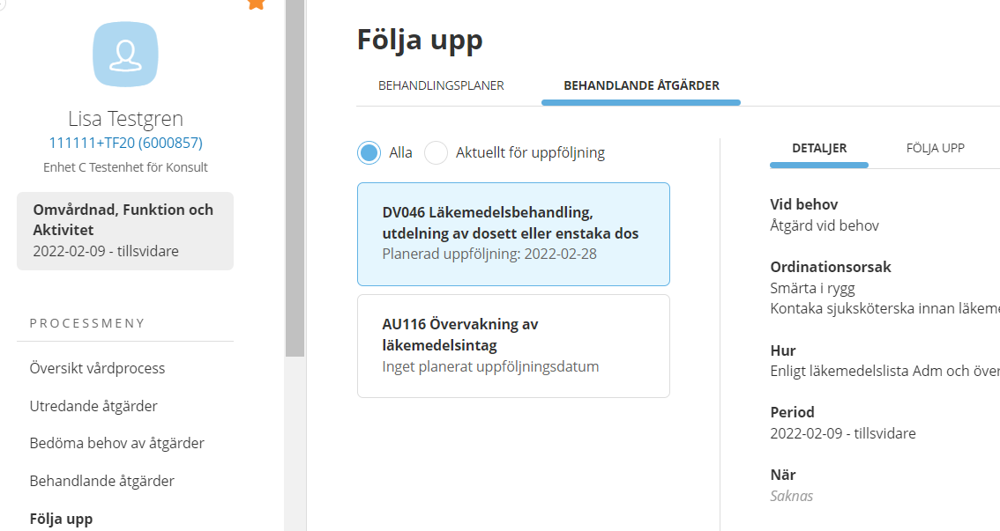 Lisa Testgren
111111+TF20 (6000857)
Enhet C Testenhet för Konsult
Omvårdnad, Funktion och
Aktivitet
2022-02-09 - tillsvidare
PROCESSMENY
Översikt vårdprocess
Utredande åtgärder
Bedöma behov av åtgärder
Behandlande åtgärder
Följa upp
Följa upp
BEHANDLINGSPLANER
BEHANDLANDE ÅTGÄRDER
Alla
Aktuellt för uppföljning
DV046 Läkemedelsbehandling,
utdelning av dosett eller enstaka dos
Planerad uppföljning: 2022-02-28
AU116 Övervakning av
läkemedelsintag
Inget planerat uppföljningsdatum
DETALJER
FÖLJA UPP
Vid behov
Åtgärd vid behov
Ordinationsorsak
Smärta i rygg
Kontaka sjuksköterska innan läkeme
Hur
Enligt läkemedelslista Adm och över
Period
2022-02-09 - tillsvidare
När
Saknas